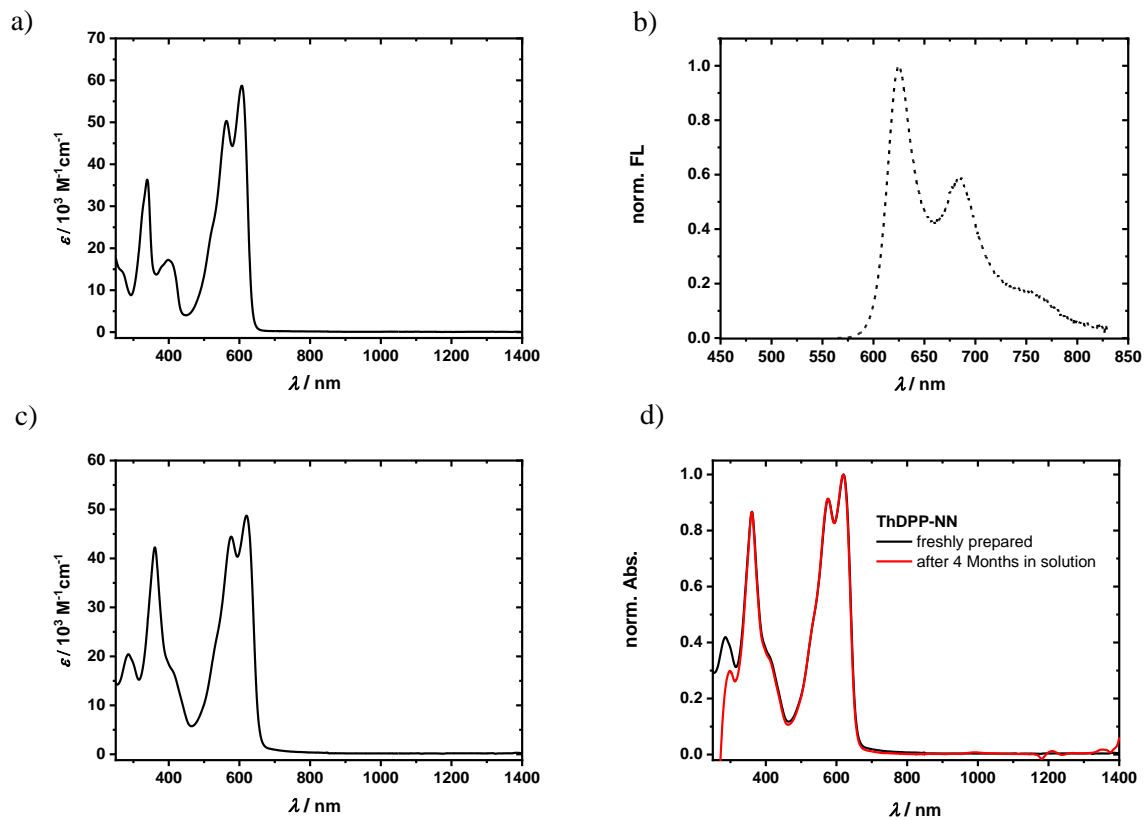 a)
70
60
50
40
30
20
10
0
ε / 10³ M⁻¹cm⁻¹
400 600 800 1000 1200 1400
λ / nm
b)
1.0
0.8
0.6
0.4
0.2
0.0
norm. FL
450 500 550 600 650 700 750 800 850
λ / nm
c)
60
50
40
30
20
10
0
ε / 10³ M⁻¹cm⁻¹
400 600 800 1000 1200 1400
λ / nm
d)
1.0
0.8
0.6
0.4
0.2
0.0
norm. Abs.
ThDPP-NN
freshly prepared
after 4 Months in solution
400 600 800 1000 1200 1400
λ / nm